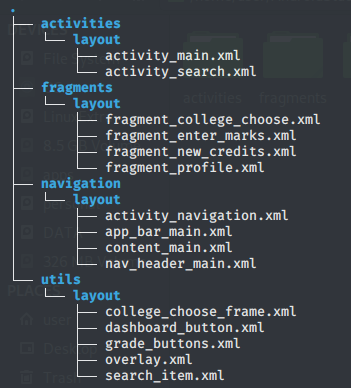 .
activities
layout
activity_main.xml
activity_search.xml
fragments
layout
fragment_college_choose.xml
fragment_enter_marks.xml
fragment_new_credits.xml
fragment_profile.xml
navigation
layout
activity_navigation.xml
app_bar_main.xml
content_main.xml
nav_header_main.xml
utils
layout
college_choose_frame.xml
dashboard_button.xml
grade_buttons.xml
overlay.xml
search_item.xml
activities
fragments